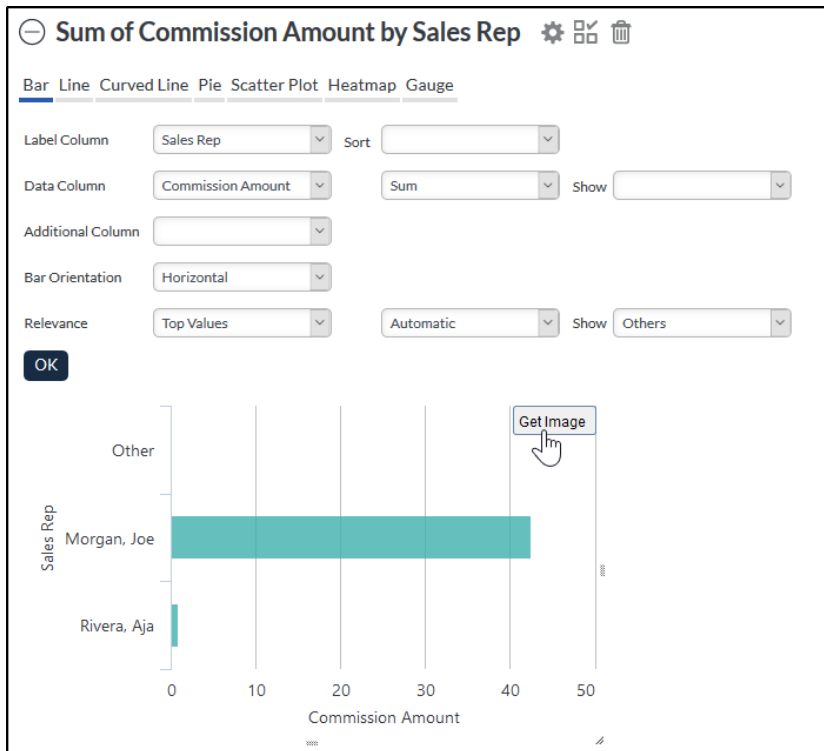 Sum of Commission Amount by Sales Rep
Bar Line Curved Line Pie Scatter Plot Heatmap Gauge
Label Column Sales Rep Sort
Data Column Commission Amount Sum Show
Additional Column
Bar Orientation Horizontal
Relevance Top Values Automatic Show Others
OK
Get Image
Other
Sales Rep
Morgan, Joe
Rivera, Aja
0 10 20 30 40 50
Commission Amount